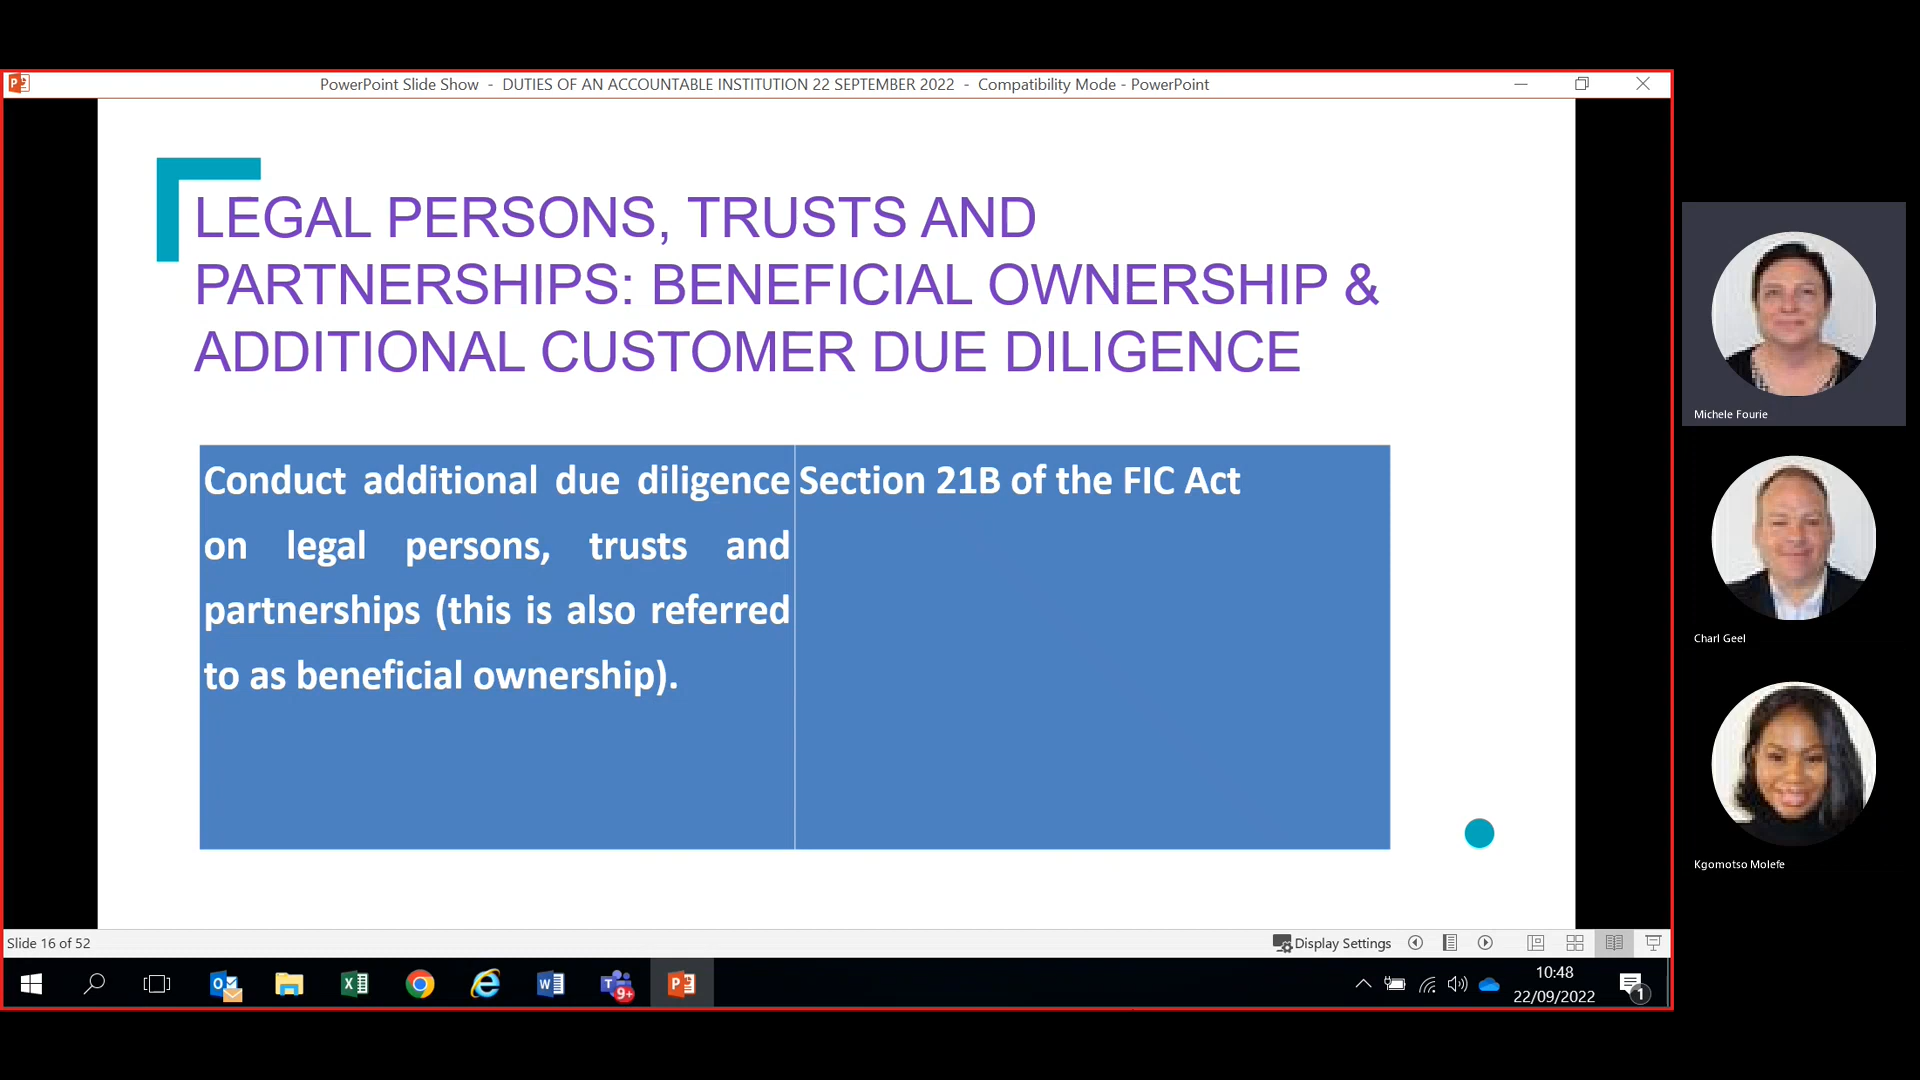 PowerPoint Slide Show - DUTIES OF AN ACCOUNTABLE INSTITUTION 22 SEPTEMBER 2022 - Compatibility Mode - PowerPoint
LEGAL PERSONS, TRUSTS AND
PARTNERSHIPS: BENEFICIAL OWNERSHIP &
ADDITIONAL CUSTOMER DUE DILIGENCE
Conduct additional due diligence
on legal persons, trusts and
partnerships (this is also referred
to as beneficial ownership).
Section 21B of the FIC Act
Michele Fourie
Charl Geel
Kgomotso Molefe
Slide 16 of 52
Display Settings
9+
10:48
22/09/2022
1